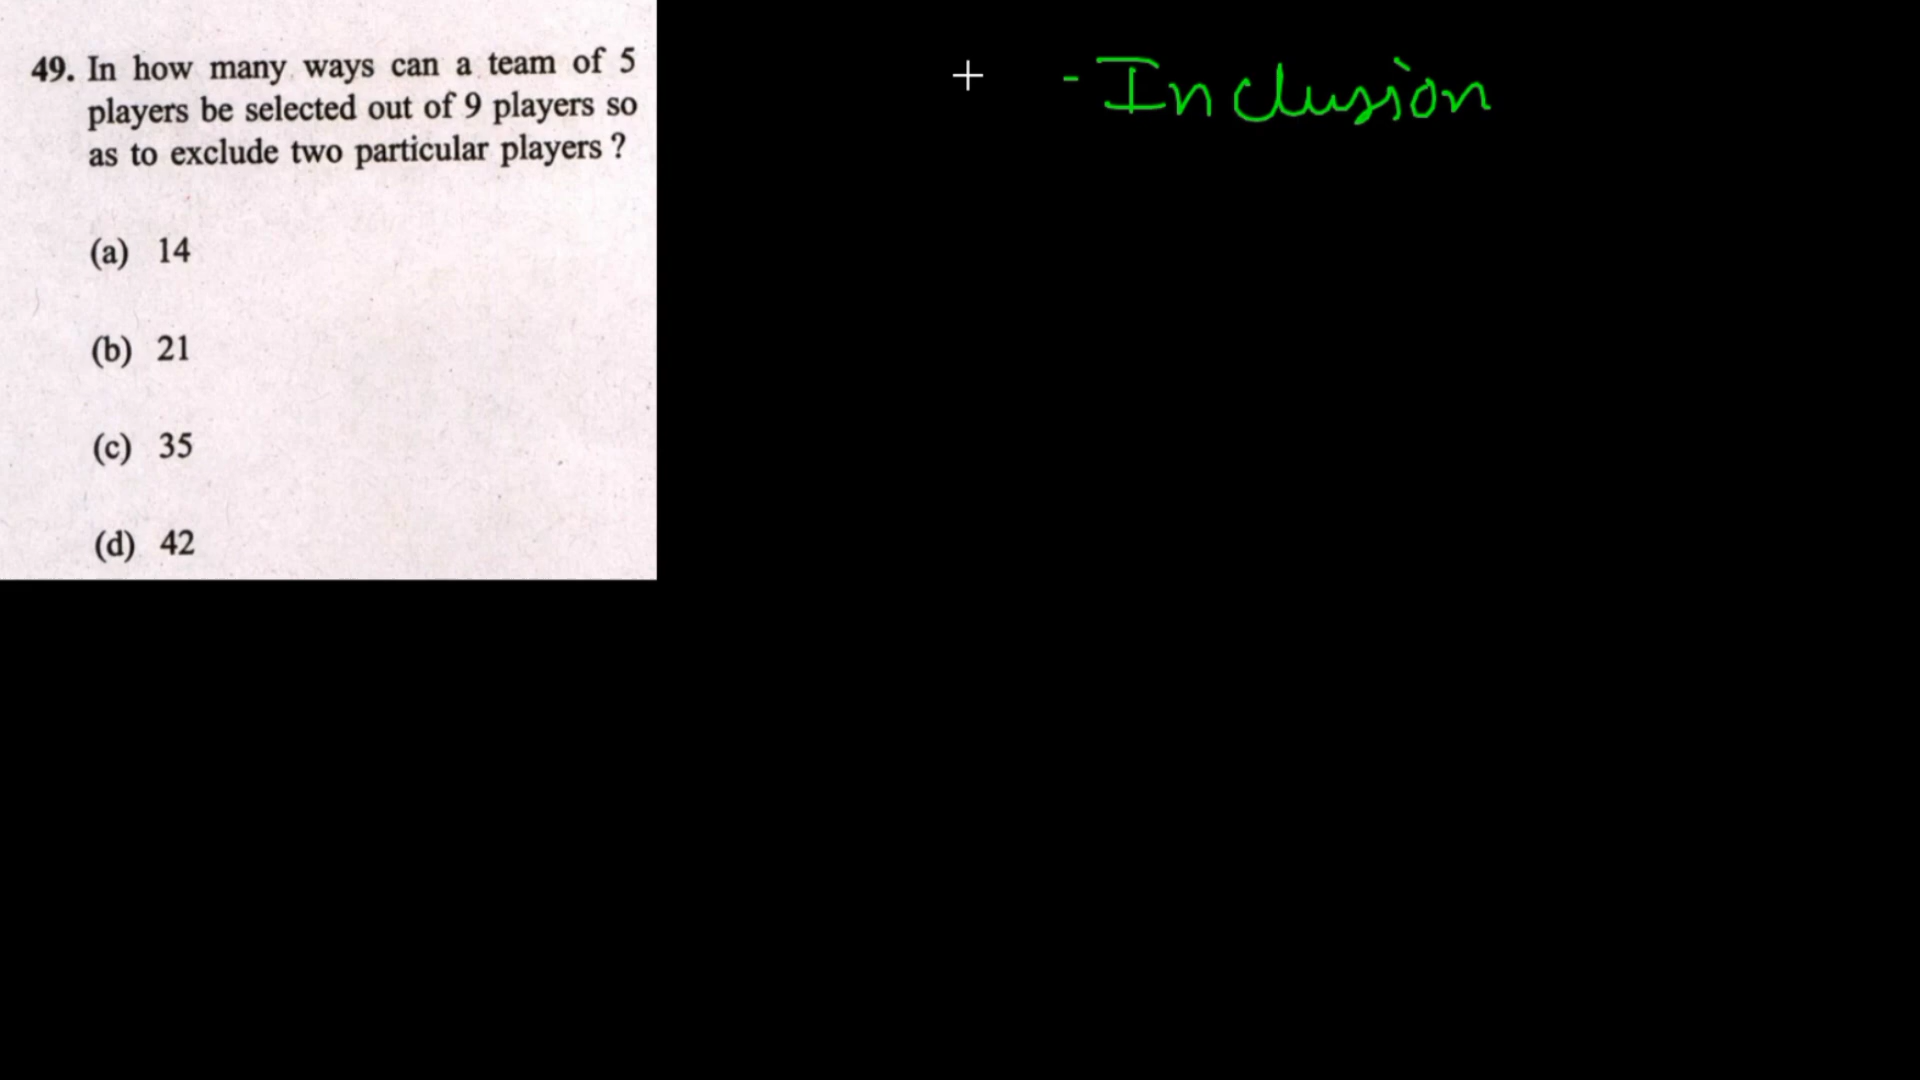 49. In how many ways can a team of 5
players be selected out of 9 players so
as to exclude two particular players ?
(a) 14
(b) 21
(c) 35
(d) 42
- Inclusion